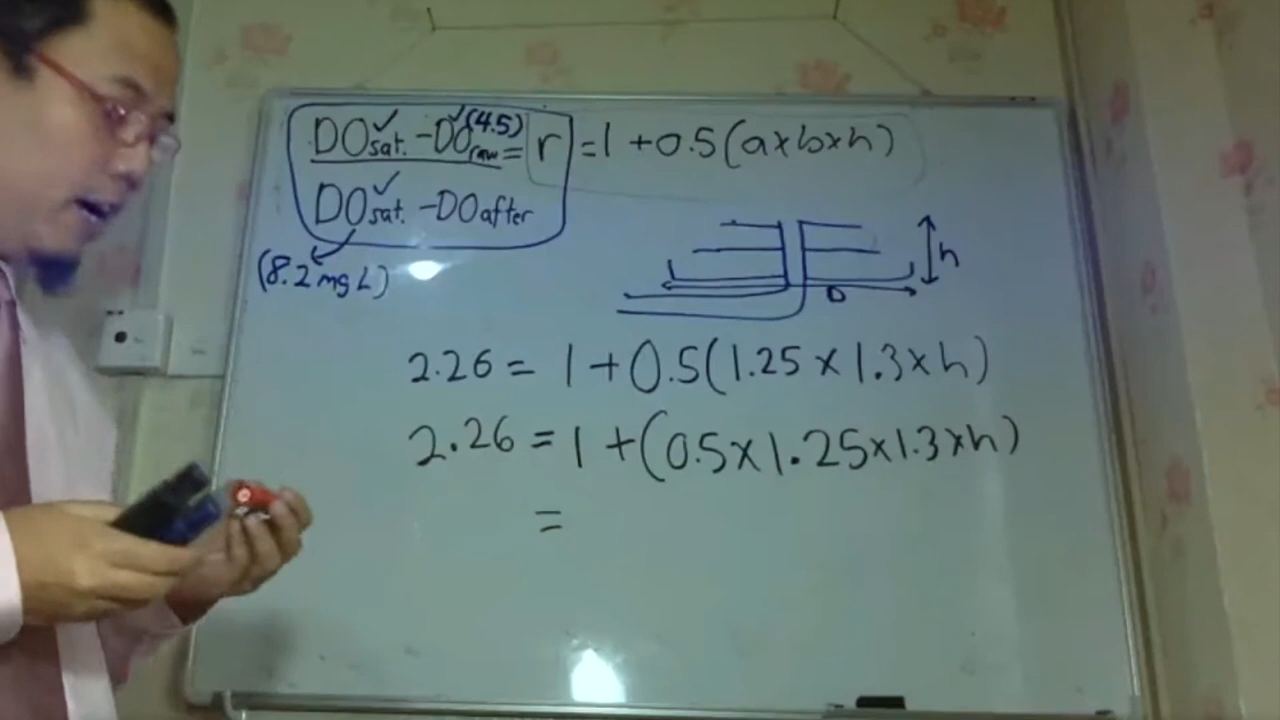 DOsat. - DOraw (4.5) = r = 1 + 0.5 (a x b x h)
DOsat. - DOafter
(8.2 mg L)
h
D
2.26 = 1 + 0.5 (1.25 x 1.3 x h)
2.26 = 1 + (0.5 x 1.25 x 1.3 x h)
=